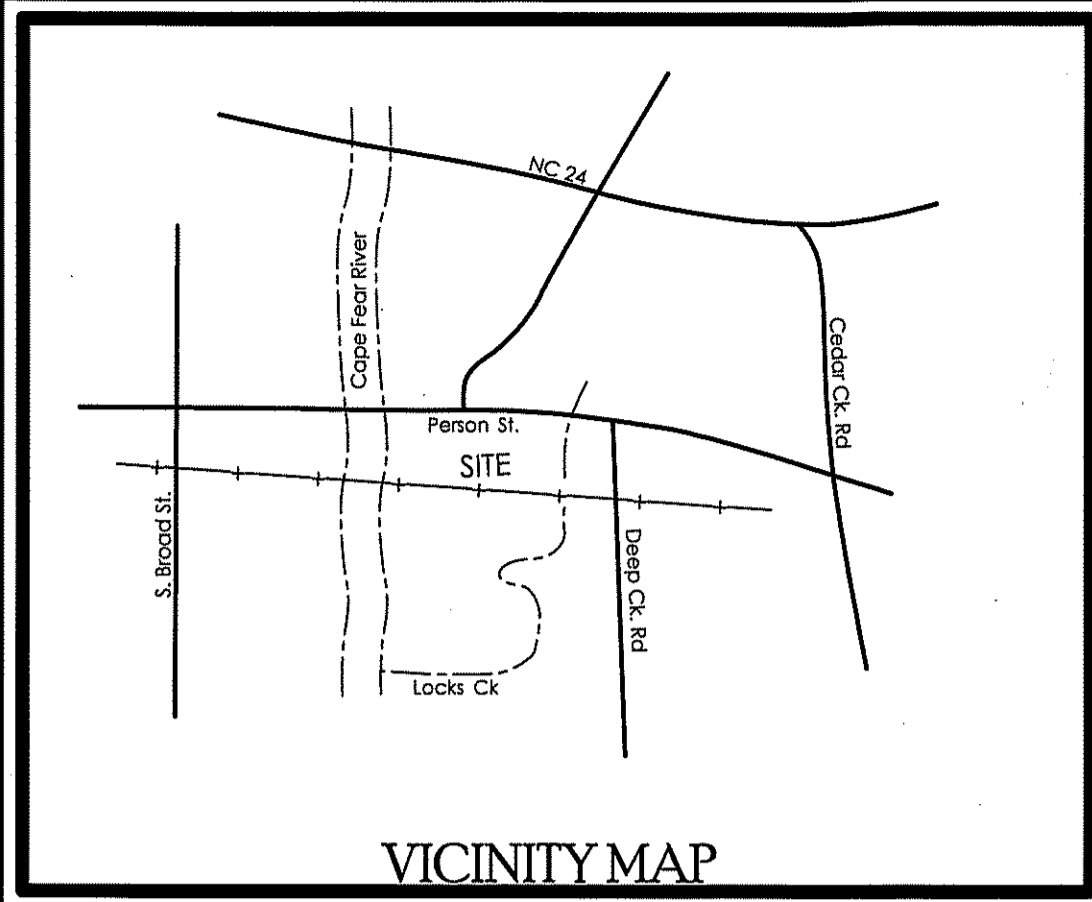 NC 24
Cape Fear River
Cedar Ck. Rd
Person St.
SITE
S. Broad St.
Deep Ck. Rd
Locks Ck
VICINITY MAP